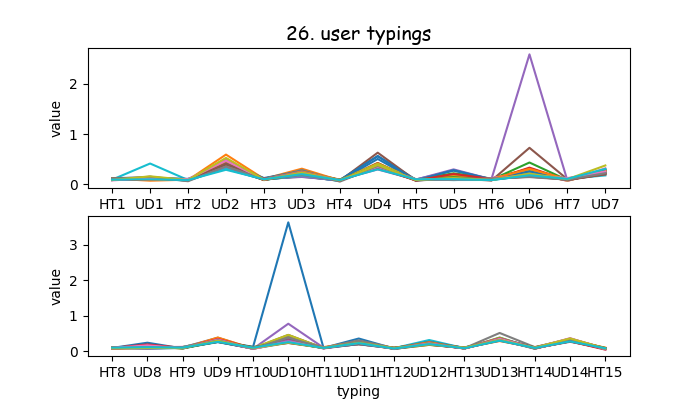 26. user typings
value
2
1
0
HT1 UD1 HT2 UD2 HT3 UD3 HT4 UD4 HT5 UD5 HT6 UD6 HT7 UD7
value
3
2
1
0
HT8 UD8 HT9 UD9 HT10 UD10 HT11 UD11 HT12 UD12 HT13 UD13 HT14 UD14 HT15
typing